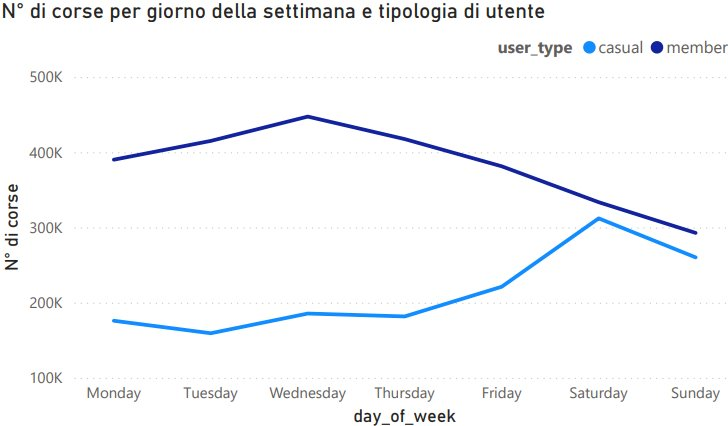 N° di corse per giorno della settimana e tipologia di utente
user_type casual member
500K
400K
300K
200K
100K
N° di corse
Monday Tuesday Wednesday Thursday Friday Saturday Sunday
day_of_week